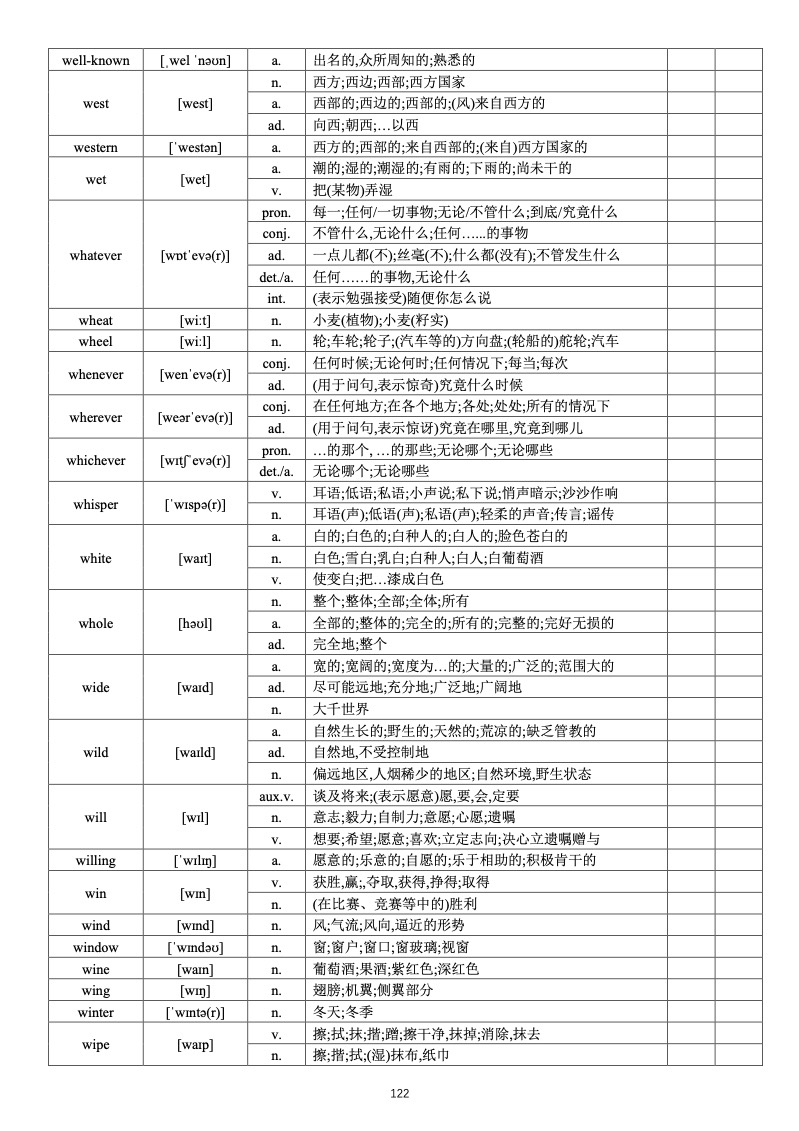 well-known [ˌwel ˈnəʊn] a. 出名的,众所周知的;熟悉的
west [west] n. 西方;西边;西部;西方国家
a. 西部的;西边的;西部的;(风)来自西方的
ad. 向西;朝西;…以西
western [ˈwestən] a. 西方的;西部的;来自西部的;(来自)西方国家的
wet [wet] a. 潮的;湿的;潮湿的;有雨的;下雨的;尚未干的
v. 把(某物)弄湿
whatever [wɒtˈevə(r)] pron. 每一;任何/一切事物;无论/不管什么;到底/究竟什么
conj. 不管什么,无论什么;任何…...的事物
ad. 一点儿都(不);丝毫(不);什么都(没有);不管发生什么
det./a. 任何……的事物,无论什么
int. (表示勉强接受)随便你怎么说
wheat [wi:t] n. 小麦(植物);小麦(籽实)
wheel [wi:l] n. 轮;车轮;轮子;(汽车等的)方向盘;(轮船的)舵轮;汽车
whenever [wenˈevə(r)] conj. 任何时候;无论何时;任何情况下;每当;每次
ad. (用于问句,表示惊奇)究竟什么时候
wherever [weərˈevə(r)] conj. 在任何地方;在各个地方;各处;处处;所有的情况下
ad. (用于问句,表示惊讶)究竟在哪里,究竟到哪儿
whichever [wɪtʃˈevə(r)] pron. …的那个, …的那些;无论哪个;无论哪些
det./a. 无论哪个;无论哪些
whisper [ˈwɪspə(r)] v. 耳语;低语;私语;小声说;私下说;悄声暗示;沙沙作响
n. 耳语(声);低语(声);私语(声);轻柔的声音;传言;谣传
white [waɪt] a. 白的;白色的;白种人的;白人的;脸色苍白的
n. 白色;雪白;乳白;白种人;白人;白葡萄酒
v. 使变白;把…漆成白色
whole [həʊl] n. 整个;整体;全部;全体;所有
a. 全部的;整体的;完全的;所有的;完整的;完好无损的
ad. 完全地;整个
wide [waɪd] a. 宽的;宽阔的;宽度为…的;大量的;广泛的;范围大的
ad. 尽可能远地;充分地;广泛地;广阔地
n. 大千世界
wild [waɪld] a. 自然生长的;野生的;天然的;荒凉的;缺乏管教的
ad. 自然地,不受控制地
n. 偏远地区,人烟稀少的地区;自然环境,野生状态
will [wɪl] aux.v. 谈及将来;(表示愿意)愿,要,会,定要
n. 意志;毅力;自制力;意愿;心愿;遗嘱
v. 想要;希望;愿意;喜欢;立定志向;决心立遗嘱赠与
willing [ˈwɪlɪŋ] a. 愿意的;乐意的;自愿的;乐于相助的;积极肯干的
win [wɪn] v. 获胜,赢;,夺取,获得,挣得;取得
n. (在比赛、竞赛等中的)胜利
wind [wɪnd] n. 风;气流;风向,逼近的形势
window [ˈwɪndəʊ] n. 窗;窗户;窗口;窗玻璃;视窗
wine [waɪn] n. 葡萄酒;果酒;紫红色;深红色
wing [wɪŋ] n. 翅膀;机翼;侧翼部分
winter [ˈwɪntə(r)] n. 冬天;冬季
wipe [waɪp] v. 擦;拭;抹;揩;蹭;擦干净,抹掉;消除,抹去
n. 擦;揩;拭;(湿)抹布,纸巾
122